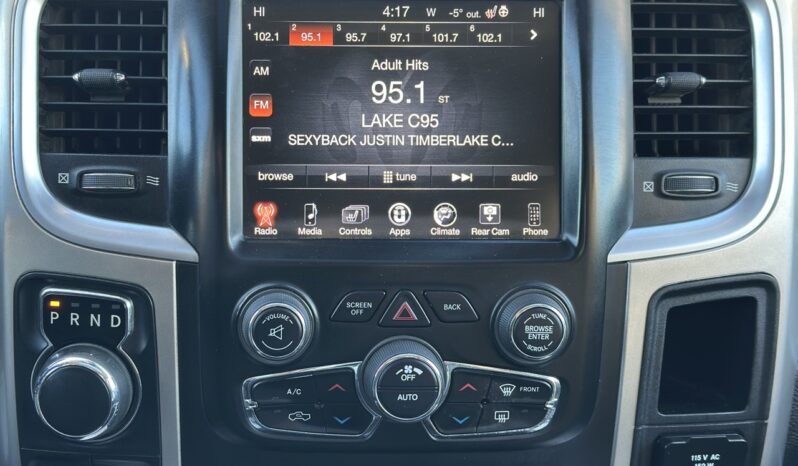 HI 4:17 W -5° out. HI
1 102.1 2 95.1 3 95.7 4 97.1 5 101.7 6 102.1 >
Adult Hits
AM
95.1 ST
FM
LAKE C95
sxm
SEXYBACK JUSTIN TIMBERLAKE C...
browse tune audio
Radio Media Controls Apps Climate Rear Cam Phone
P R N D
VOLUME
SCREEN OFF
BACK
TUNE
BROWSE
ENTER
SCROLL
OFF
A/C
AUTO
FRONT
115 V AC
150 W